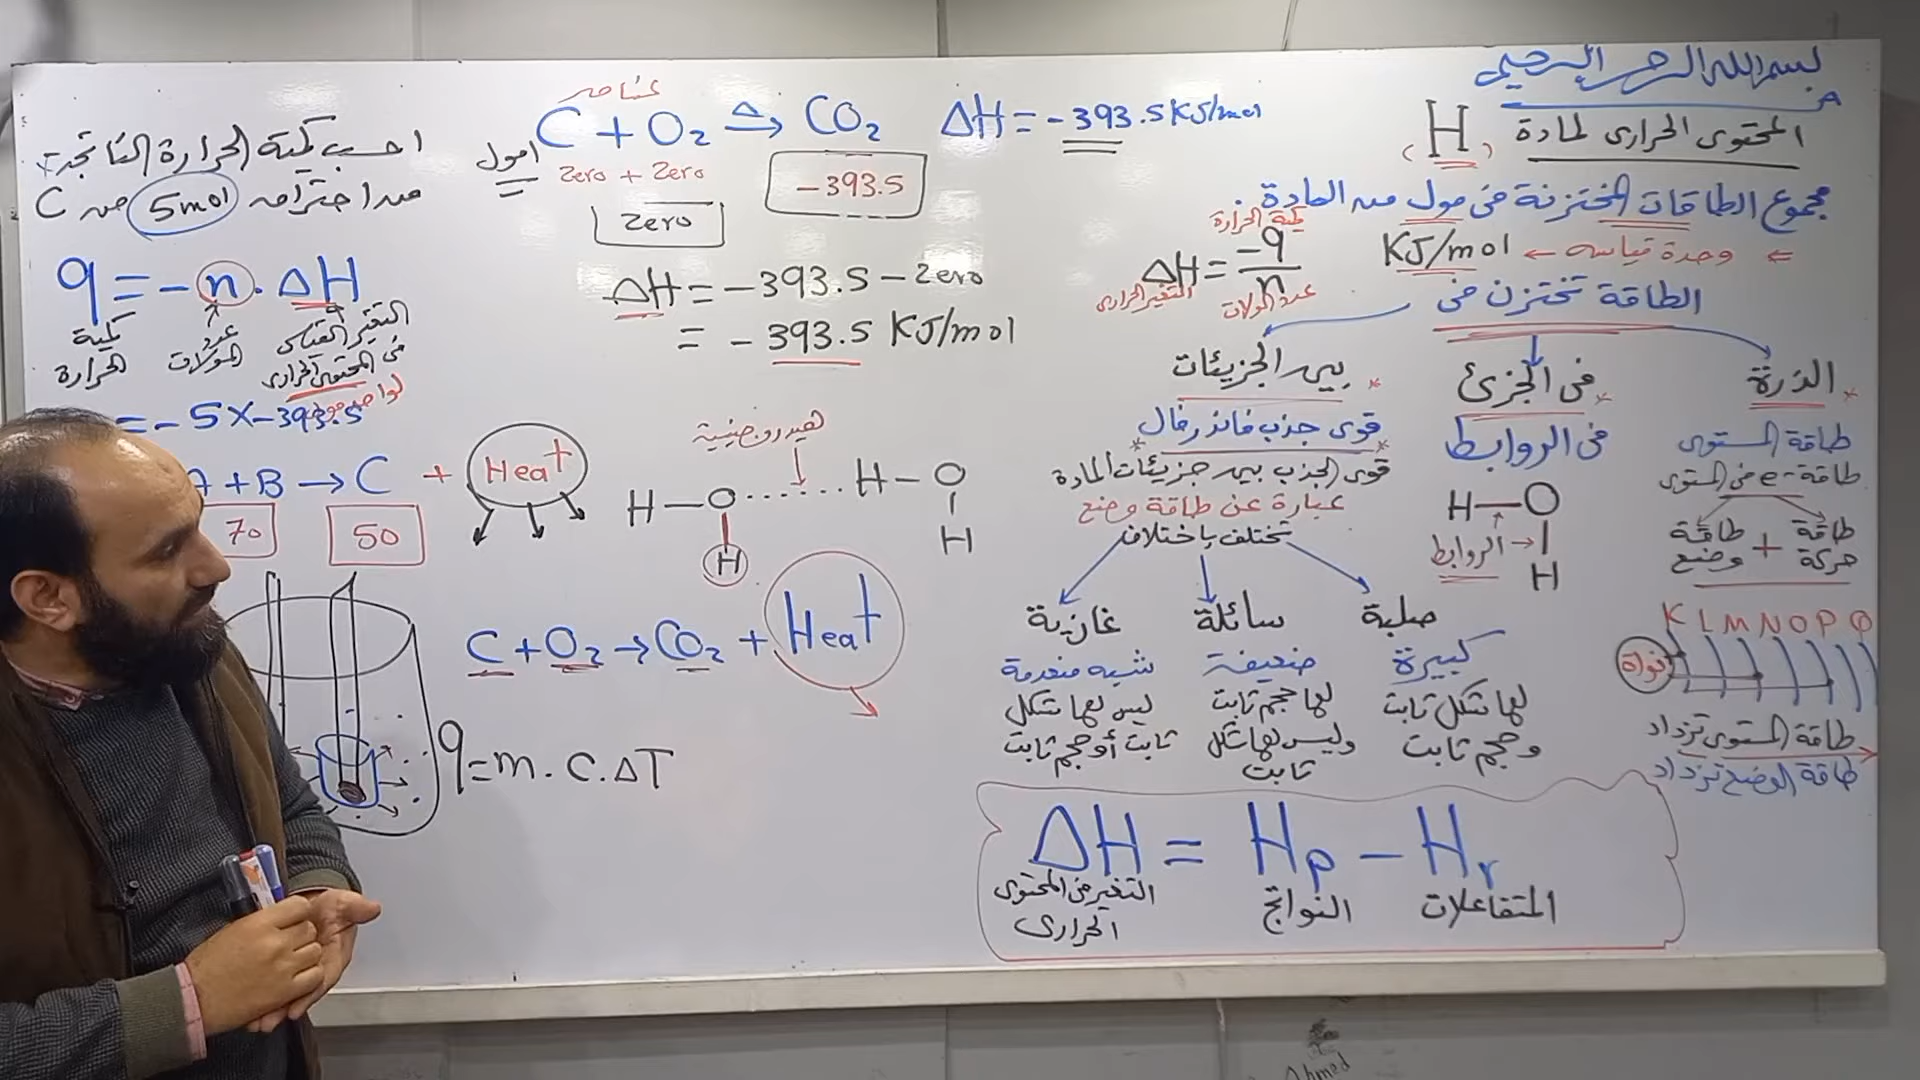 بسم الله الرحمن الرحيم
المحتوى الحرارى لمادة (H)
مجموع الطاقات المختزنة فى مول من المادة.
⇐ وحدة قياسه ← KJ/mol
ΔH = -q/n
كمية الحرارة
التغير الحرارى
عدد المولات
الطاقة تختزن فى
الذرة *
طاقة المستوى
طاقة e- فى المستوى
طاقة حركة + طاقة وضع
K L M N O P Q
نواة
طاقة المستوى تزداد
طاقة الوضع تزداد
فى الجزئ *
فى الروابط
H—O
الروابط
H
بين الجزيئات *
قوى جذب فاندرفال
* قوى الجذب بين جزيئات المادة *
عبارة عن طاقة وضع
تختلف باختلاف
صلبة
كبيرة
لها شكل ثابت
وحجم ثابت
سائلة
ضعيفة
لها حجم ثابت
وليس لها شكل
ثابت
غازية
شبه منعدمة
ليس لها شكل
ثابت أو حجم ثابت
ΔH = Hp – Hr
التغير فى المحتوى
الحرارى
النواتج
المتفاعلات
عناصر
C + O2 →Δ CO2 ΔH = -393.5 KJ/mol
1مول
Zero + Zero
Zero
-393.5
ΔH = -393.5 - Zero
= -393.5 KJ/mol
هيدروجينية
H—O......H—O
H H
احسب كمية الحرارة الناتجة
من احتراق 5mol من C
q = - n . ΔH
كمية
الحرارة
عدد
المولات
التغير القياسى
فى المحتوى الحرارى
لواحد مول
= - 5 X -393.5
A + B → C + Heat
70 50
C + O2 → CO2 + Heat
q = m . C . ΔT
Ahmed